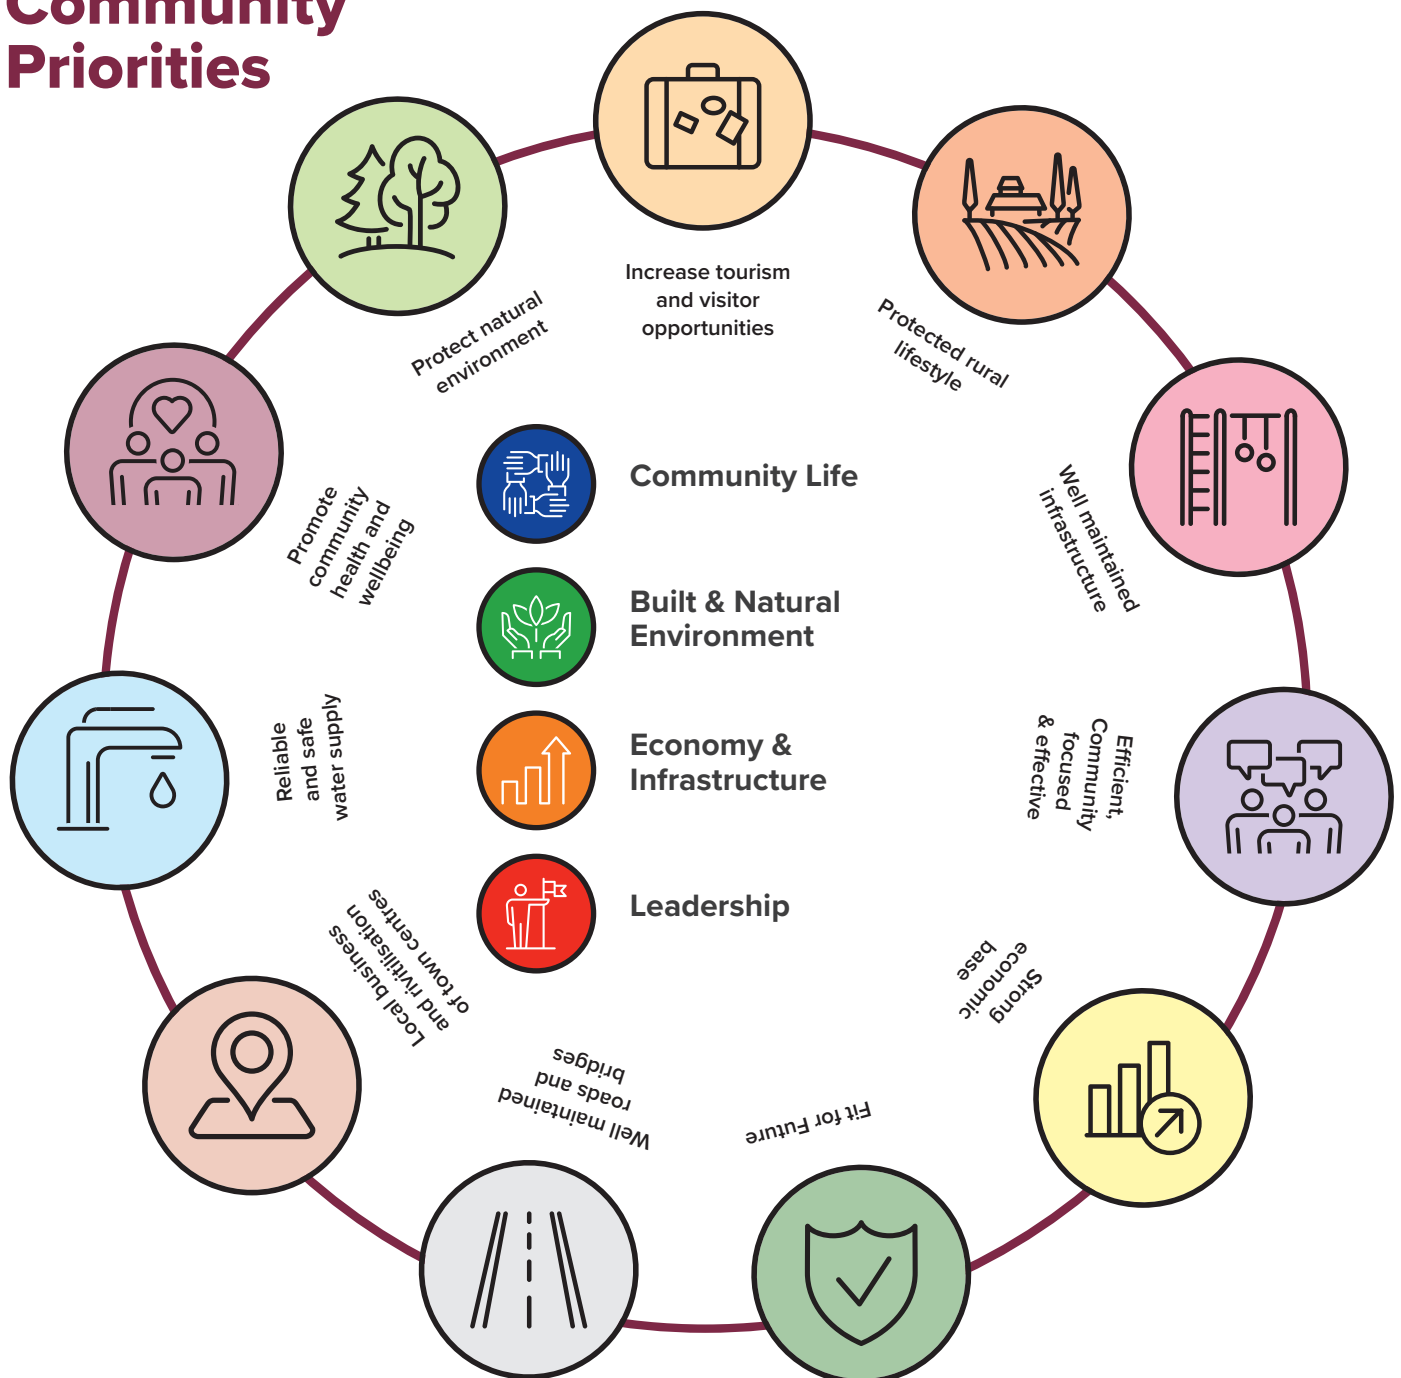 Community
Priorities
Increase tourism
and visitor
opportunities
Protected rural
lifestyle
Well maintained
infrastructure
Efficient,
Community
focused
& effective
Strong
economic
base
Fit for Future
Well maintained
roads and
bridges
Local business
and rivitilisation
of town centres
Reliable
and safe
water supply
Promote
community
health and
wellbeing
Protect natural
environment
Community Life
Built & Natural
Environment
Economy &
Infrastructure
Leadership